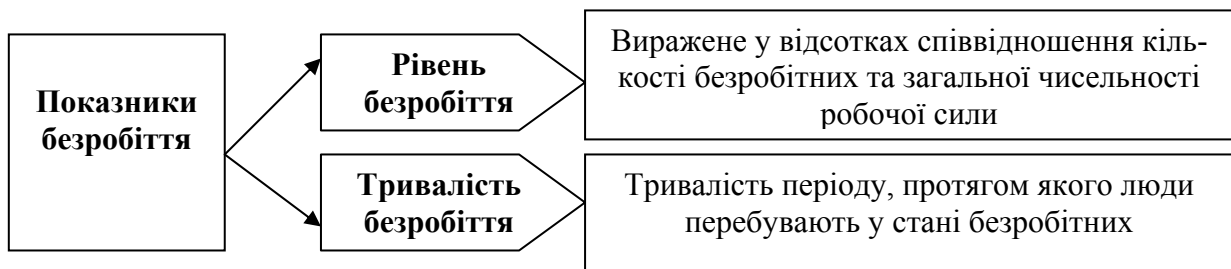 Показники
безробіття
Рівень
безробіття
Виражене у відсотках співвідношення кіль-
кості безробітних та загальної чисельності
робочої сили
Тривалість
безробіття
Тривалість періоду, протягом якого люди
перебувають у стані безробітних